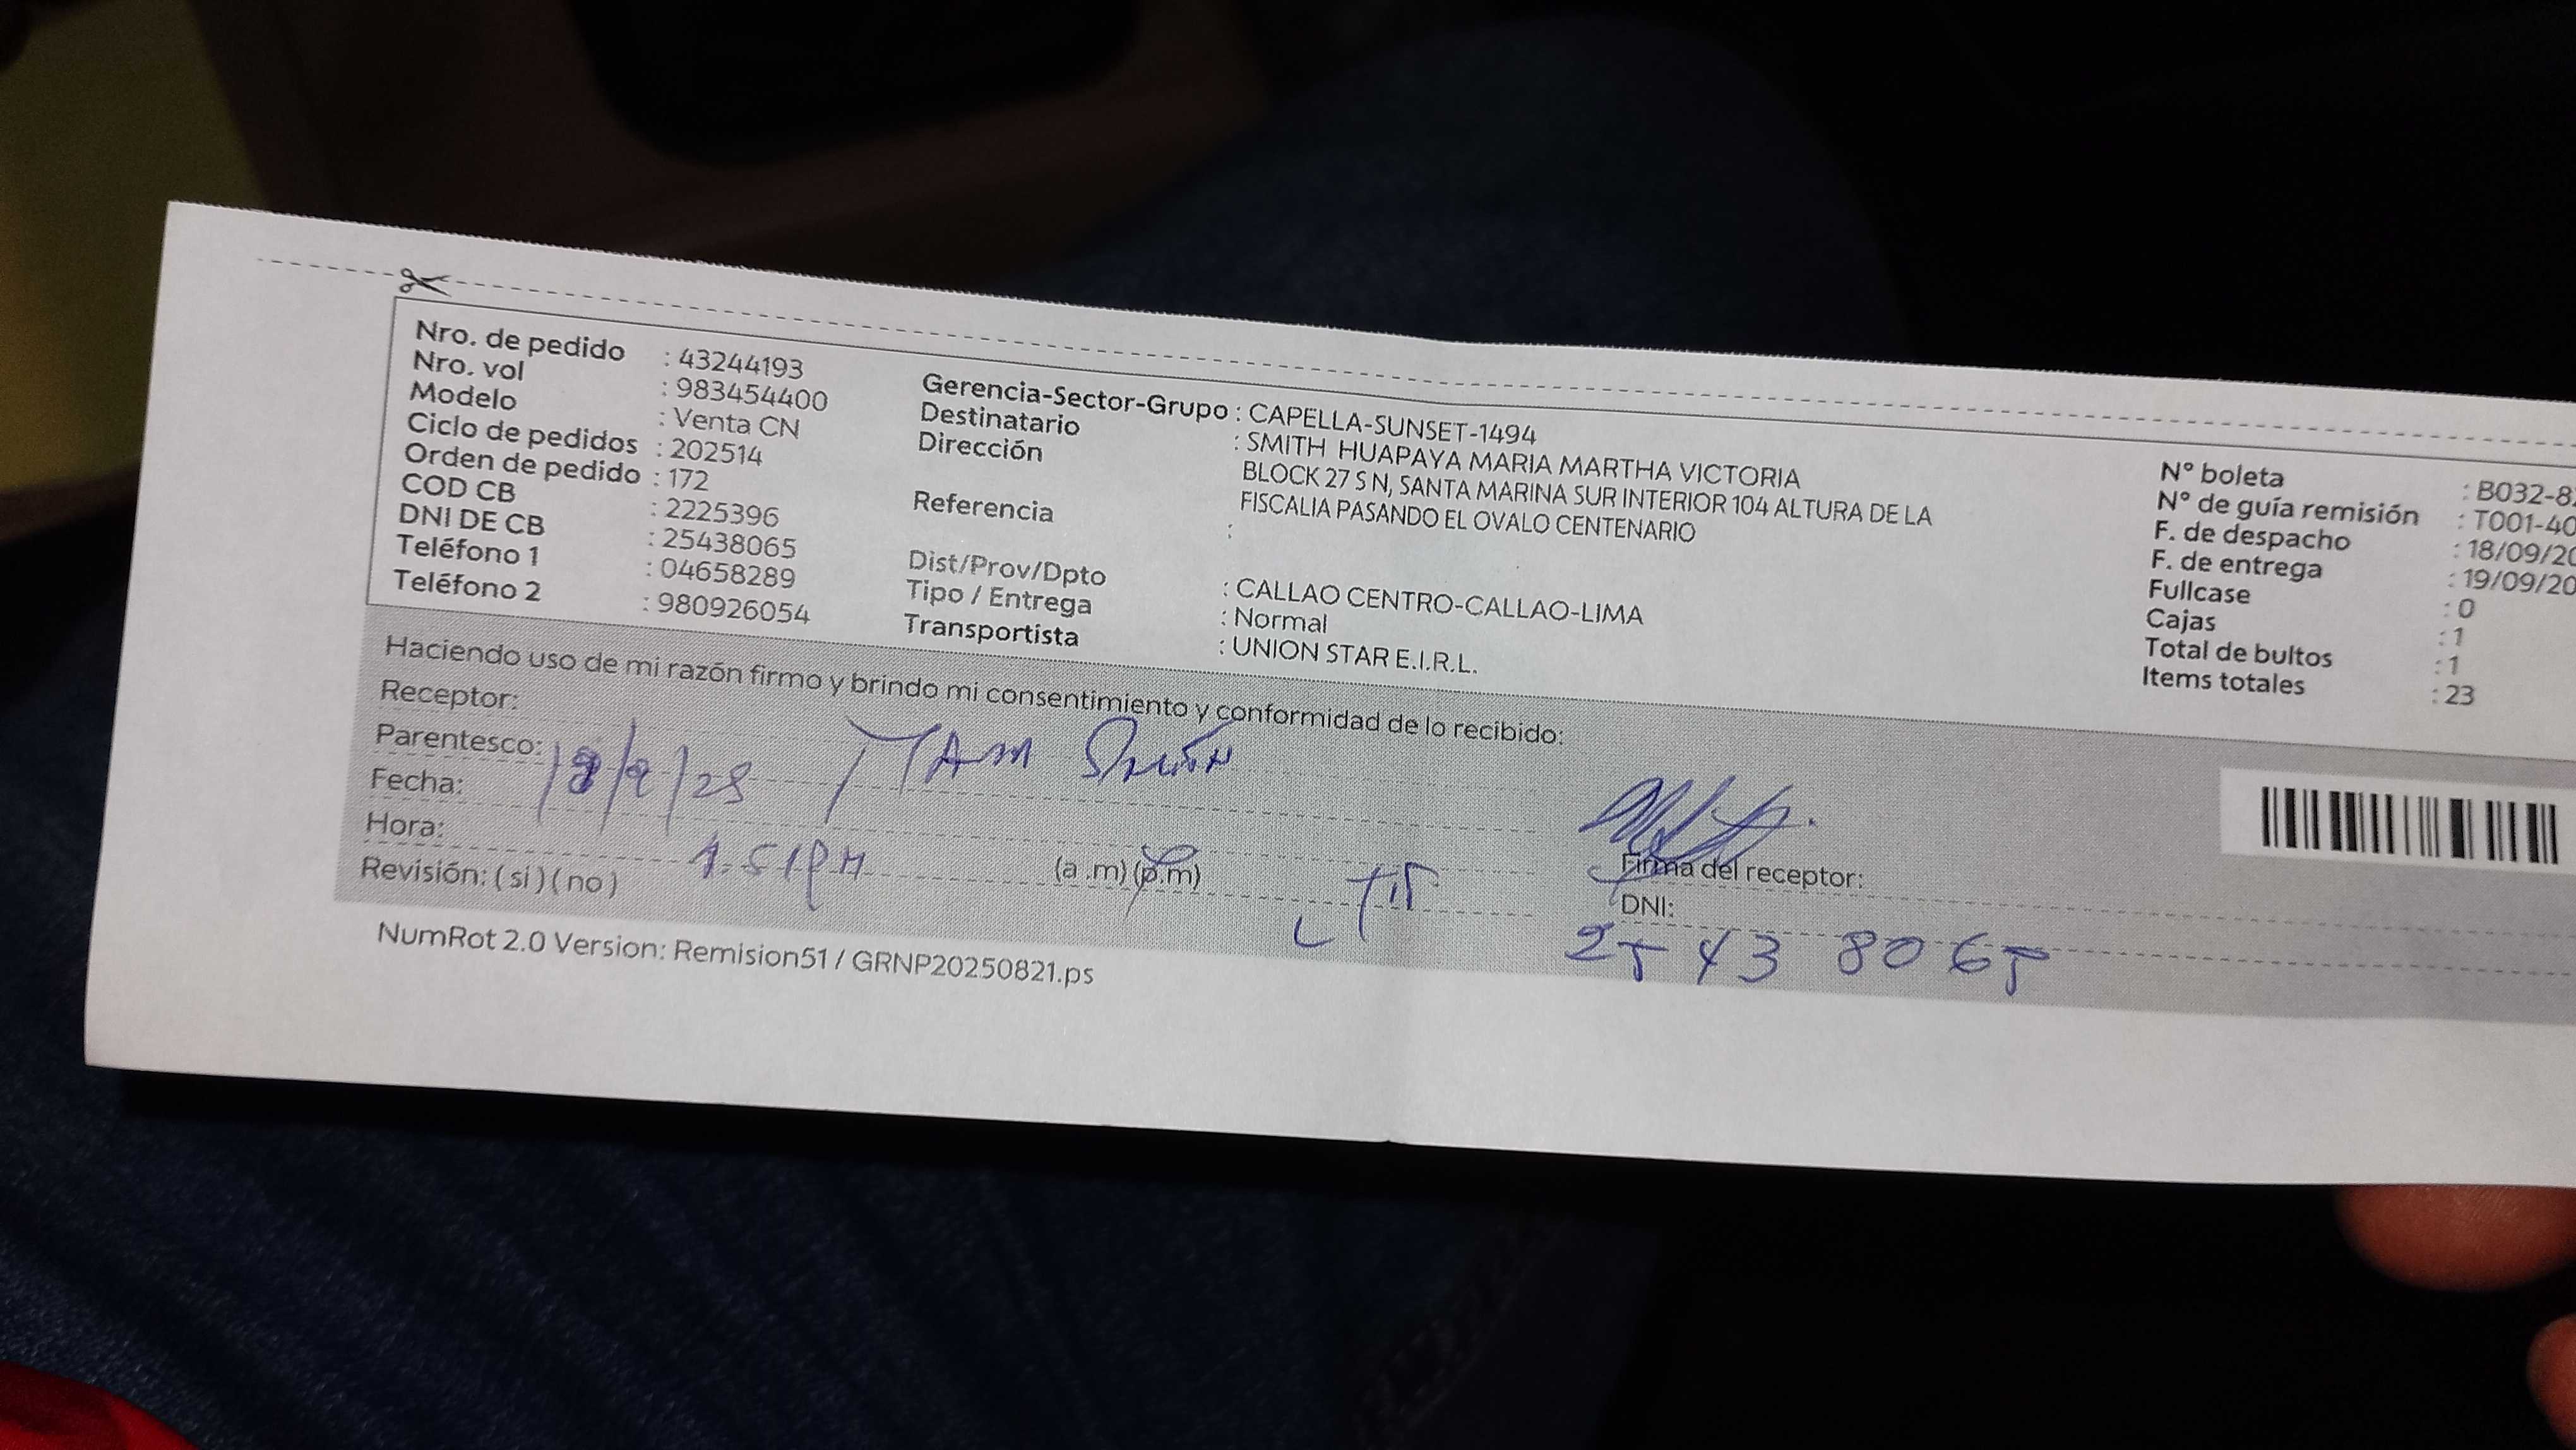 Nro. de pedido : 43244193
Nro. vol : 983454400
Modelo : Venta CN
Ciclo de pedidos : 202514
Orden de pedido : 172
COD CB : 2225396
DNI DE CB : 25438065
Teléfono 1 : 04658289
Teléfono 2 : 980926054
Gerencia-Sector-Grupo : CAPELLA-SUNSET-1494
Destinatario : SMITH HUAPAYA MARIA MARTHA VICTORIA
Dirección BLOCK 27 S N, SANTA MARINA SUR INTERIOR 104 ALTURA DE LA
FISCALIA PASANDO EL OVALO CENTENARIO
Referencia :
Dist/Prov/Dpto : CALLAO CENTRO-CALLAO-LIMA
Tipo / Entrega : Normal
Transportista : UNION STAR E.I.R.L.
N° boleta : B032-8
N° de guía remisión : T001-40
F. de despacho : 18/09/20
F. de entrega : 19/09/20
Fullcase : 0
Cajas : 1
Total de bultos : 1
Items totales : 23
Haciendo uso de mi razón firmo y brindo mi consentimiento y conformidad de lo recibido:
Receptor:
Parentesco:
Fecha: 18/9/25
Hora: 1.51PM (a .m) (p.m)
Revisión: ( si ) ( no )
Firma del receptor:
DNI: 25438065
NumRot 2.0 Version: Remision51 / GRNP20250821.ps